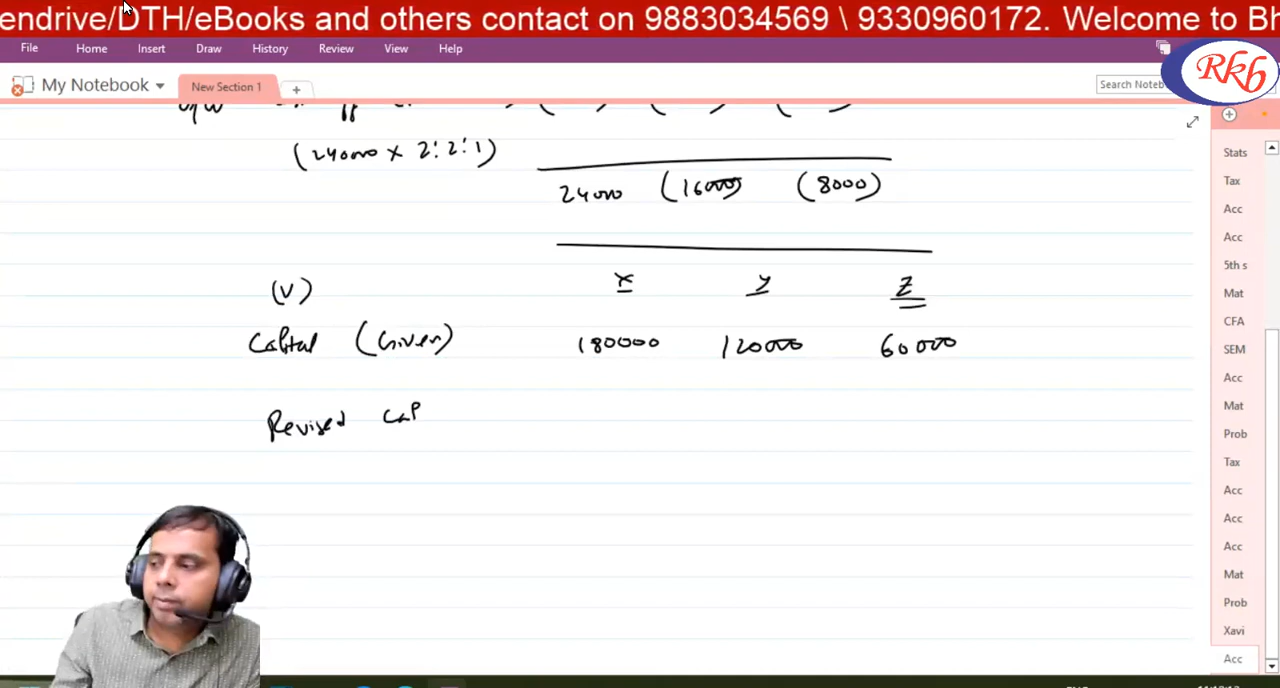 endrive/DTH/eBooks and others contact on 9883034569 \ 9330960172. Welcome to Bh
File Home Insert Draw History Review View Help
Rkb
My Notebook New Section 1 + Search Noteb
(24000 x 2:2:1)
24000 (16000) (8000)
(V) X Y Z
Capital (Given) 180000 120000 60000
Revised Cap
Stats
Tax
Acc
Acc
5th s
Mat
CFA
SEM
Acc
Mat
Prob
Tax
Acc
Acc
Acc
Mat
Prob
Xavi
Acc